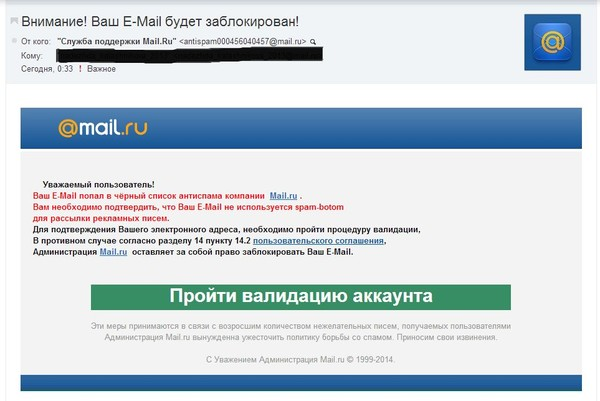 Внимание! Ваш E-Mail будет заблокирован!
От кого: "Служба поддержки Mail.Ru" <antispam000456040457@mail.ru>
Кому:
Сегодня, 0:33 ! Важное
@mail.ru
Уважаемый пользователь!
Ваш E-Mail попал в чёрный список антиспама компании Mail.ru .
Вам необходимо подтвердить, что Ваш E-Mail не используется spam-botom
для рассылки рекламных писем.
Для подтверждения Вашего электронного адреса, необходимо пройти процедуру валидации,
В противном случае согласно разделу 14 пункту 14.2 пользовательского соглашения,
Администрация Mail.ru оставляет за собой право заблокировать Ваш E-Mail.
Пройти валидацию аккаунта
Эти меры принимаются в связи с возросшим количеством нежелательных писем, получаемых пользователями
Администрация Mail.ru вынужденна ужесточить политику борьбы со спамом. Приносим свои извинения.
С Уважением Администрация Mail.ru © 1999-2014.